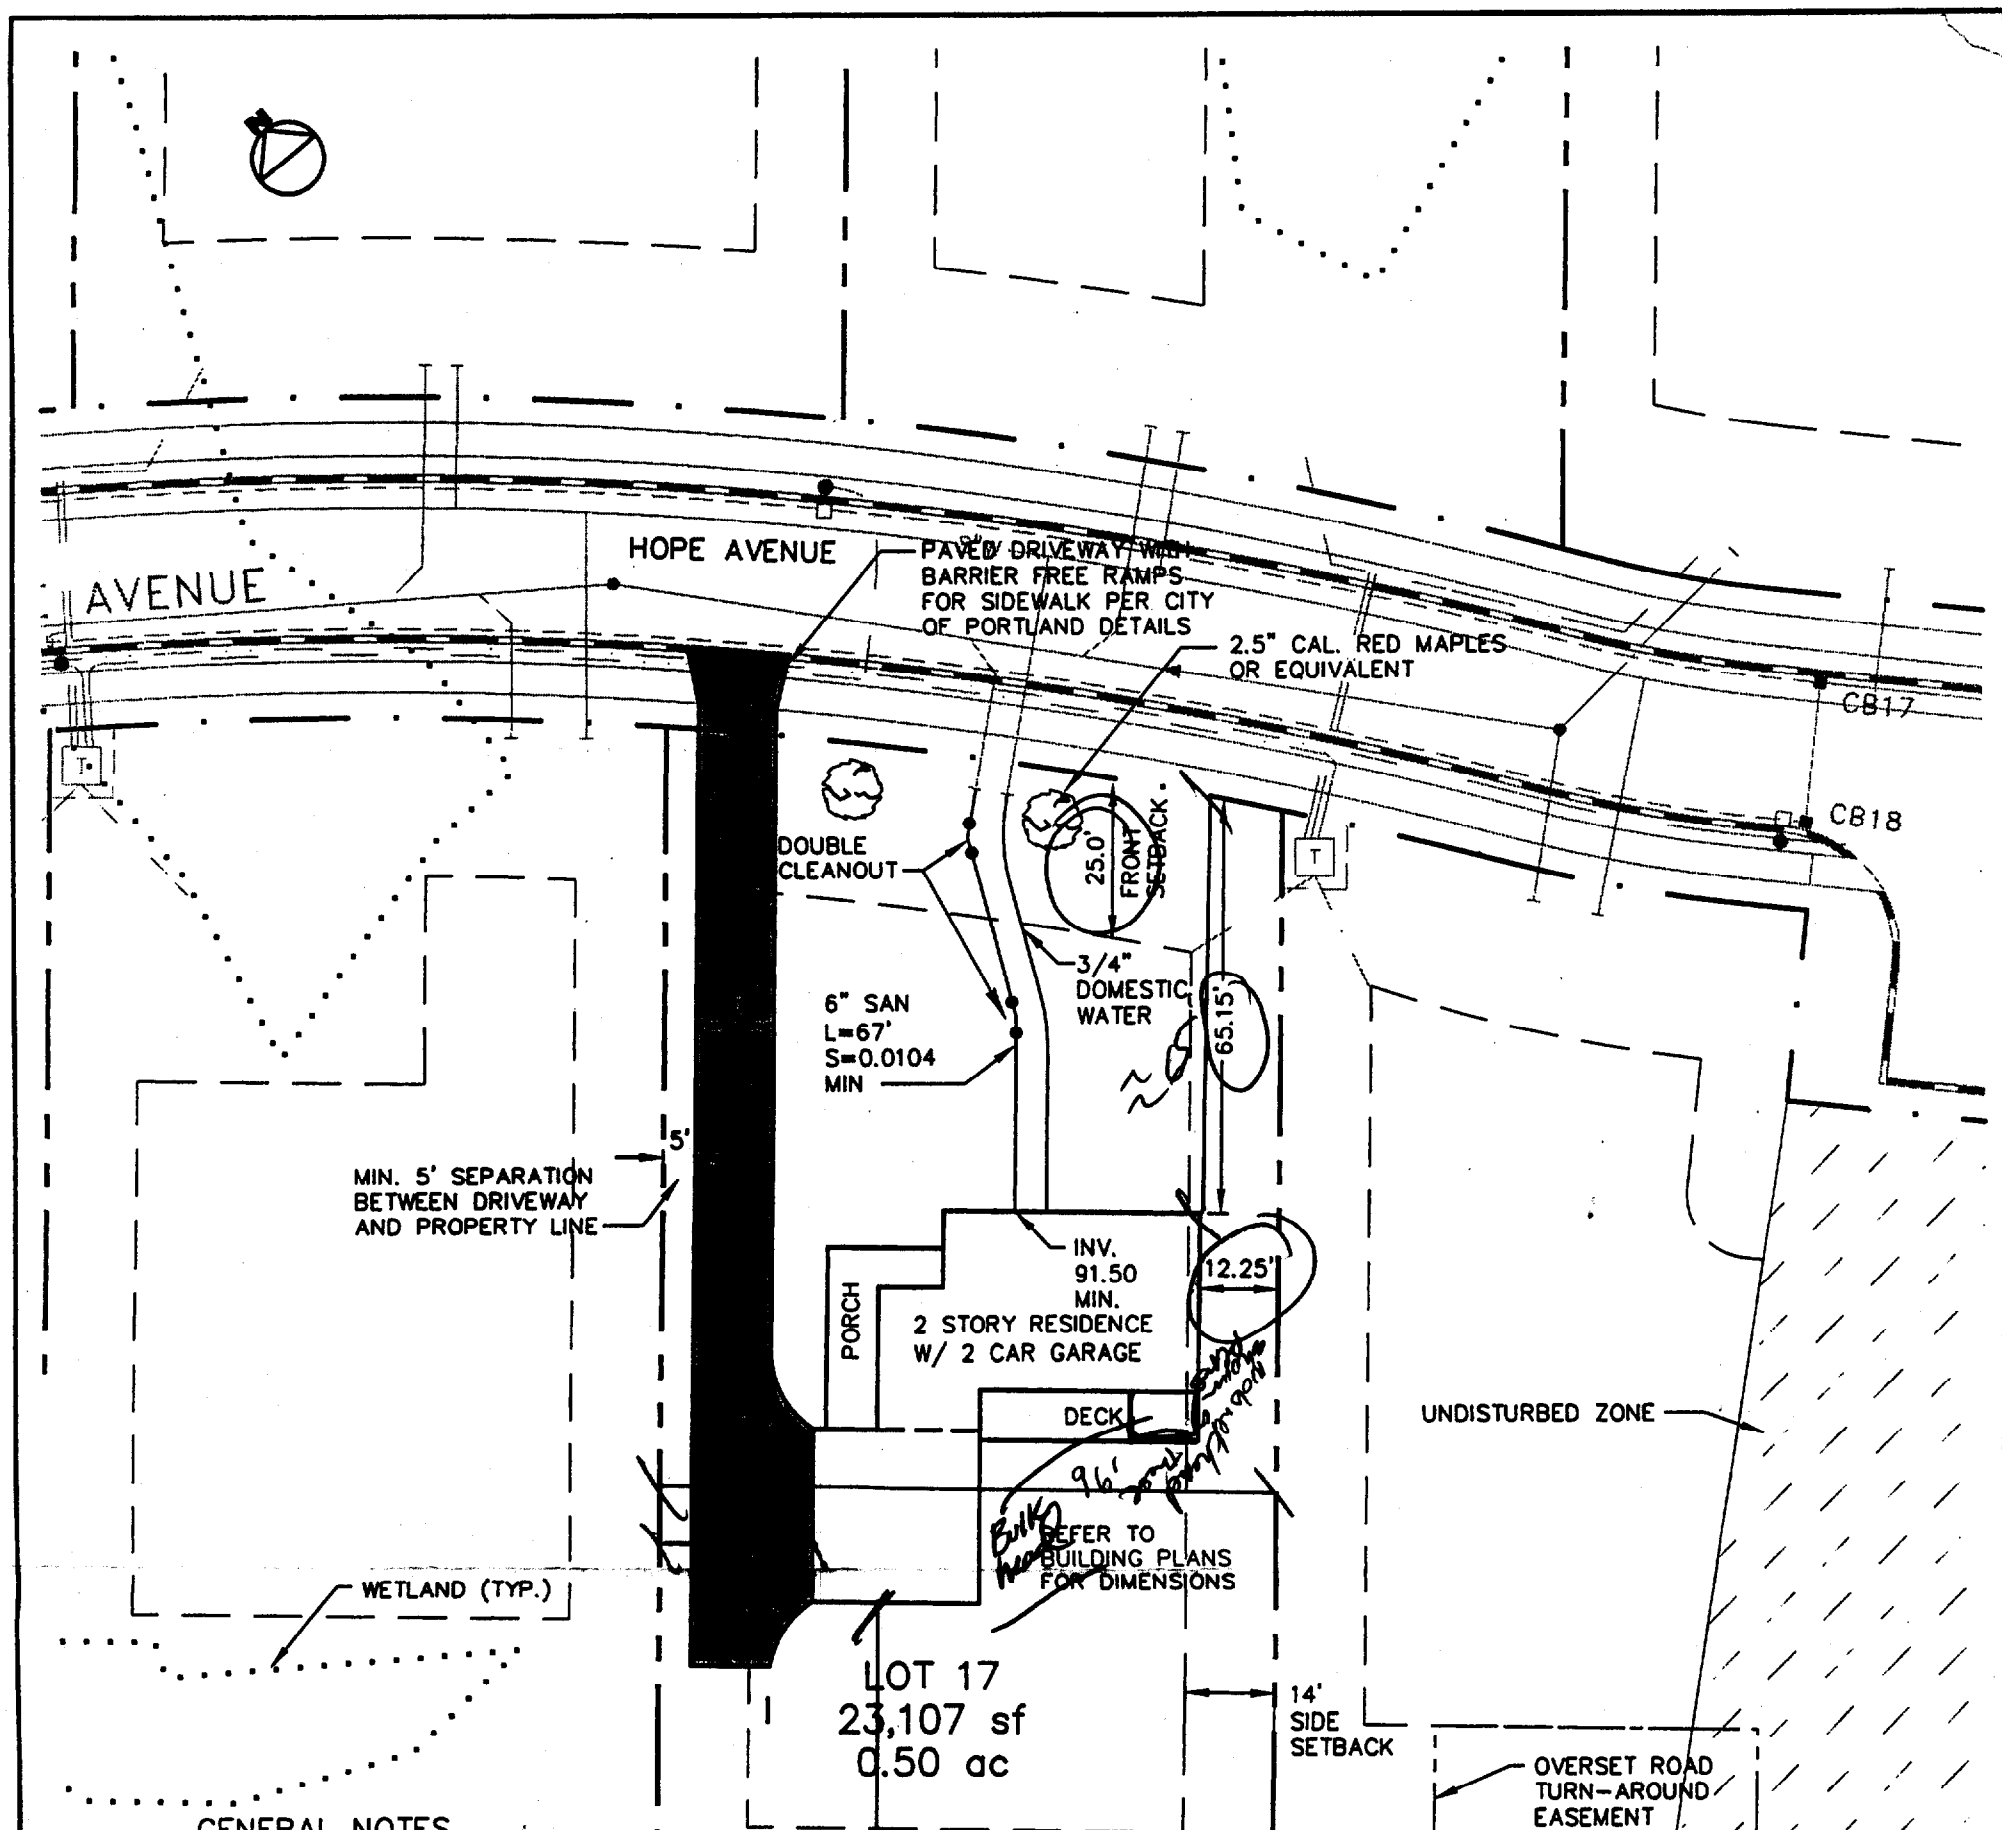 N
HOPE AVENUE
AVENUE
PAVED DRIVEWAY WITH
BARRIER FREE RAMPS
FOR SIDEWALK PER CITY
OF PORTLAND DETAILS
2.5" CAL. RED MAPLES
OR EQUIVALENT
CB17
CB18
T
T
DOUBLE
CLEANOUT
25.0'
FRONT
SETBACK
3/4"
DOMESTIC
WATER
65.15'
6" SAN
L=67'
S=0.0104
MIN
5'
MIN. 5' SEPARATION
BETWEEN DRIVEWAY
AND PROPERTY LINE
INV.
91.50
MIN.
12.25'
PORCH
2 STORY RESIDENCE
W/ 2 CAR GARAGE
DECK
UNDISTURBED ZONE
96'
Bulk
head
REFER TO
BUILDING PLANS
FOR DIMENSIONS
WETLAND (TYP.)
LOT 17
23,107 sf
0.50 ac
14'
SIDE
SETBACK
OVERSET ROAD
TURN-AROUND
EASEMENT
GENERAL NOTES